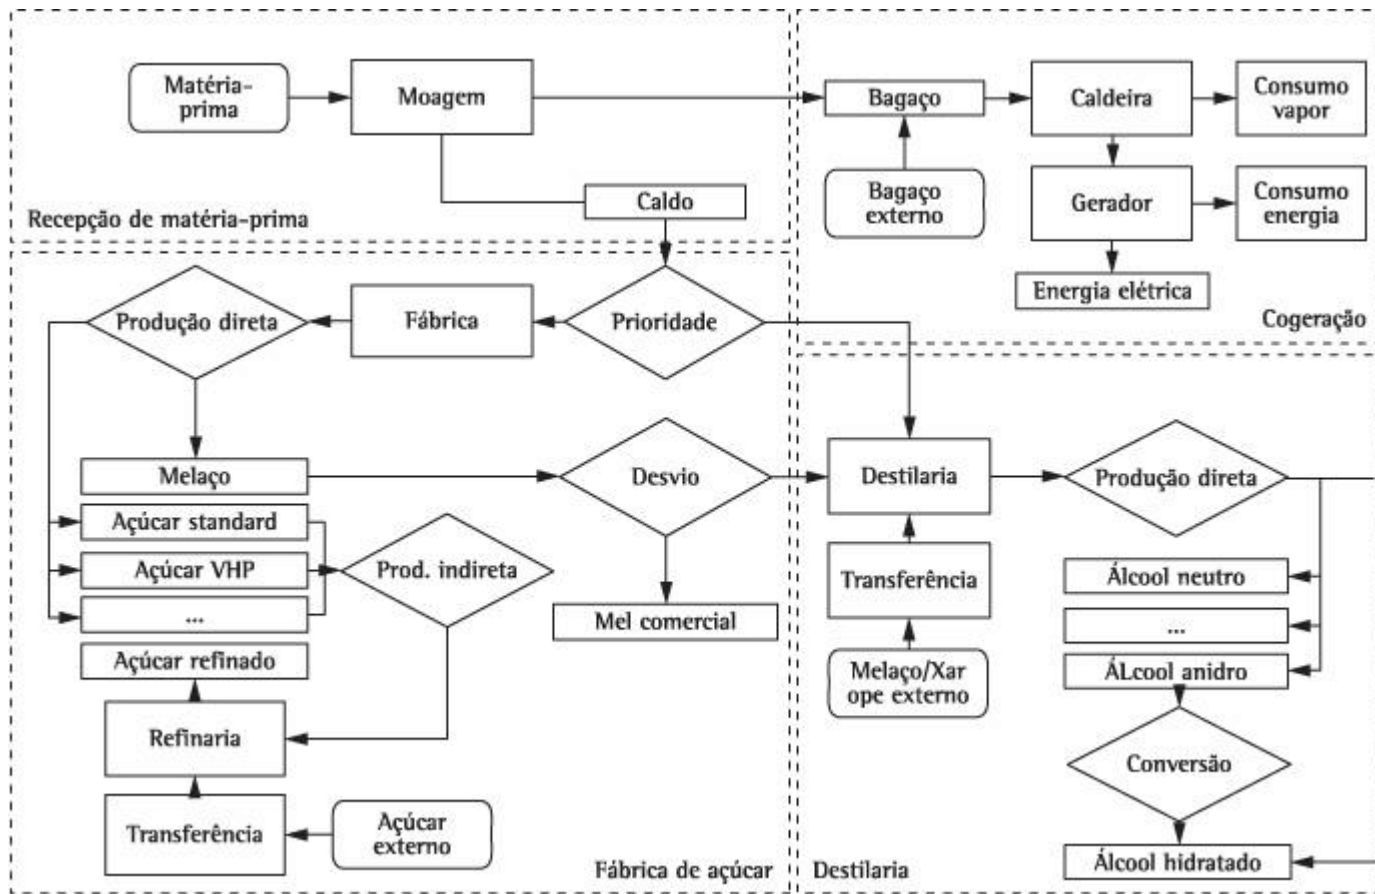 Matéria-
prima
Moagem
Caldo
Recepção de matéria-prima
Bagaço
Caldeira
Consumo
vapor
Bagaço
externo
Gerador
Consumo
energia
Energia elétrica
Cogeração
Produção direta
Fábrica
Prioridade
Melaço
Desvio
Açúcar standard
Açúcar VHP
Prod. indireta
...
Mel comercial
Açúcar refinado
Refinaria
Transferência
Açúcar
externo
Fábrica de açúcar
Destilaria
Produção direta
Transferência
Álcool neutro
...
Melaço/Xar
ope externo
ÁLcool anidro
Conversão
Álcool hidratado
Destilaria